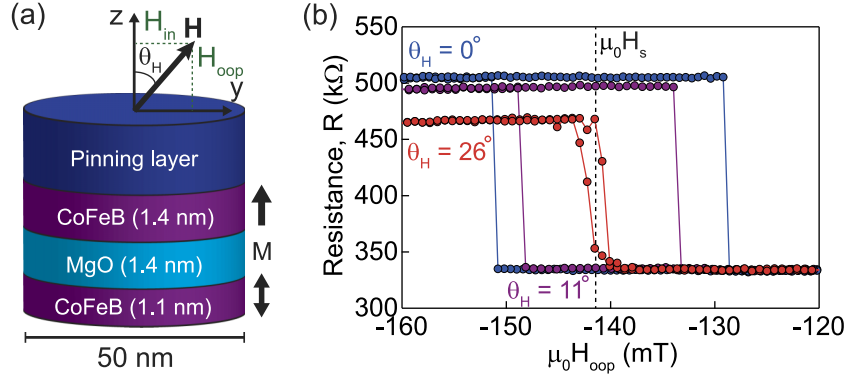 (a)
z
H_in
H
θ_H
H_oop
y
Pinning layer
CoFeB (1.4 nm)
MgO (1.4 nm)
CoFeB (1.1 nm)
M
50 nm
(b)
550
500
450
400
350
300
Resistance, R (kΩ)
θ_H = 0°
μ₀H_s
θ_H = 26°
θ_H = 11°
-160
-150
-140
-130
-120
μ₀H_oop (mT)